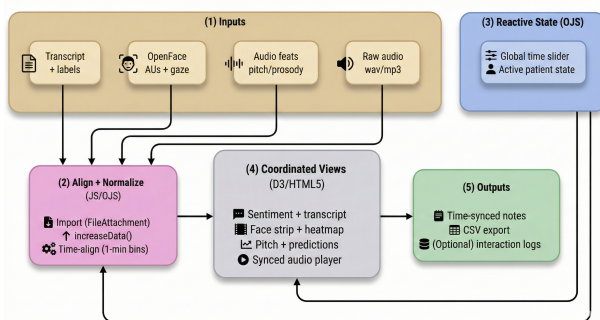 (1) Inputs
Transcript
+ labels
OpenFace
AUs + gaze
Audio feats
pitch/prosody
Raw audio
wav/mp3
(3) Reactive State (OJS)
Global time slider
Active patient state
(2) Align + Normalize
(JS/OJS)
Import (FileAttachment)
increaseData()
Time-align (1-min bins)
(4) Coordinated Views
(D3/HTML5)
Sentiment + transcript
Face strip + heatmap
Pitch + predictions
Synced audio player
(5) Outputs
Time-synced notes
CSV export
(Optional) interaction logs